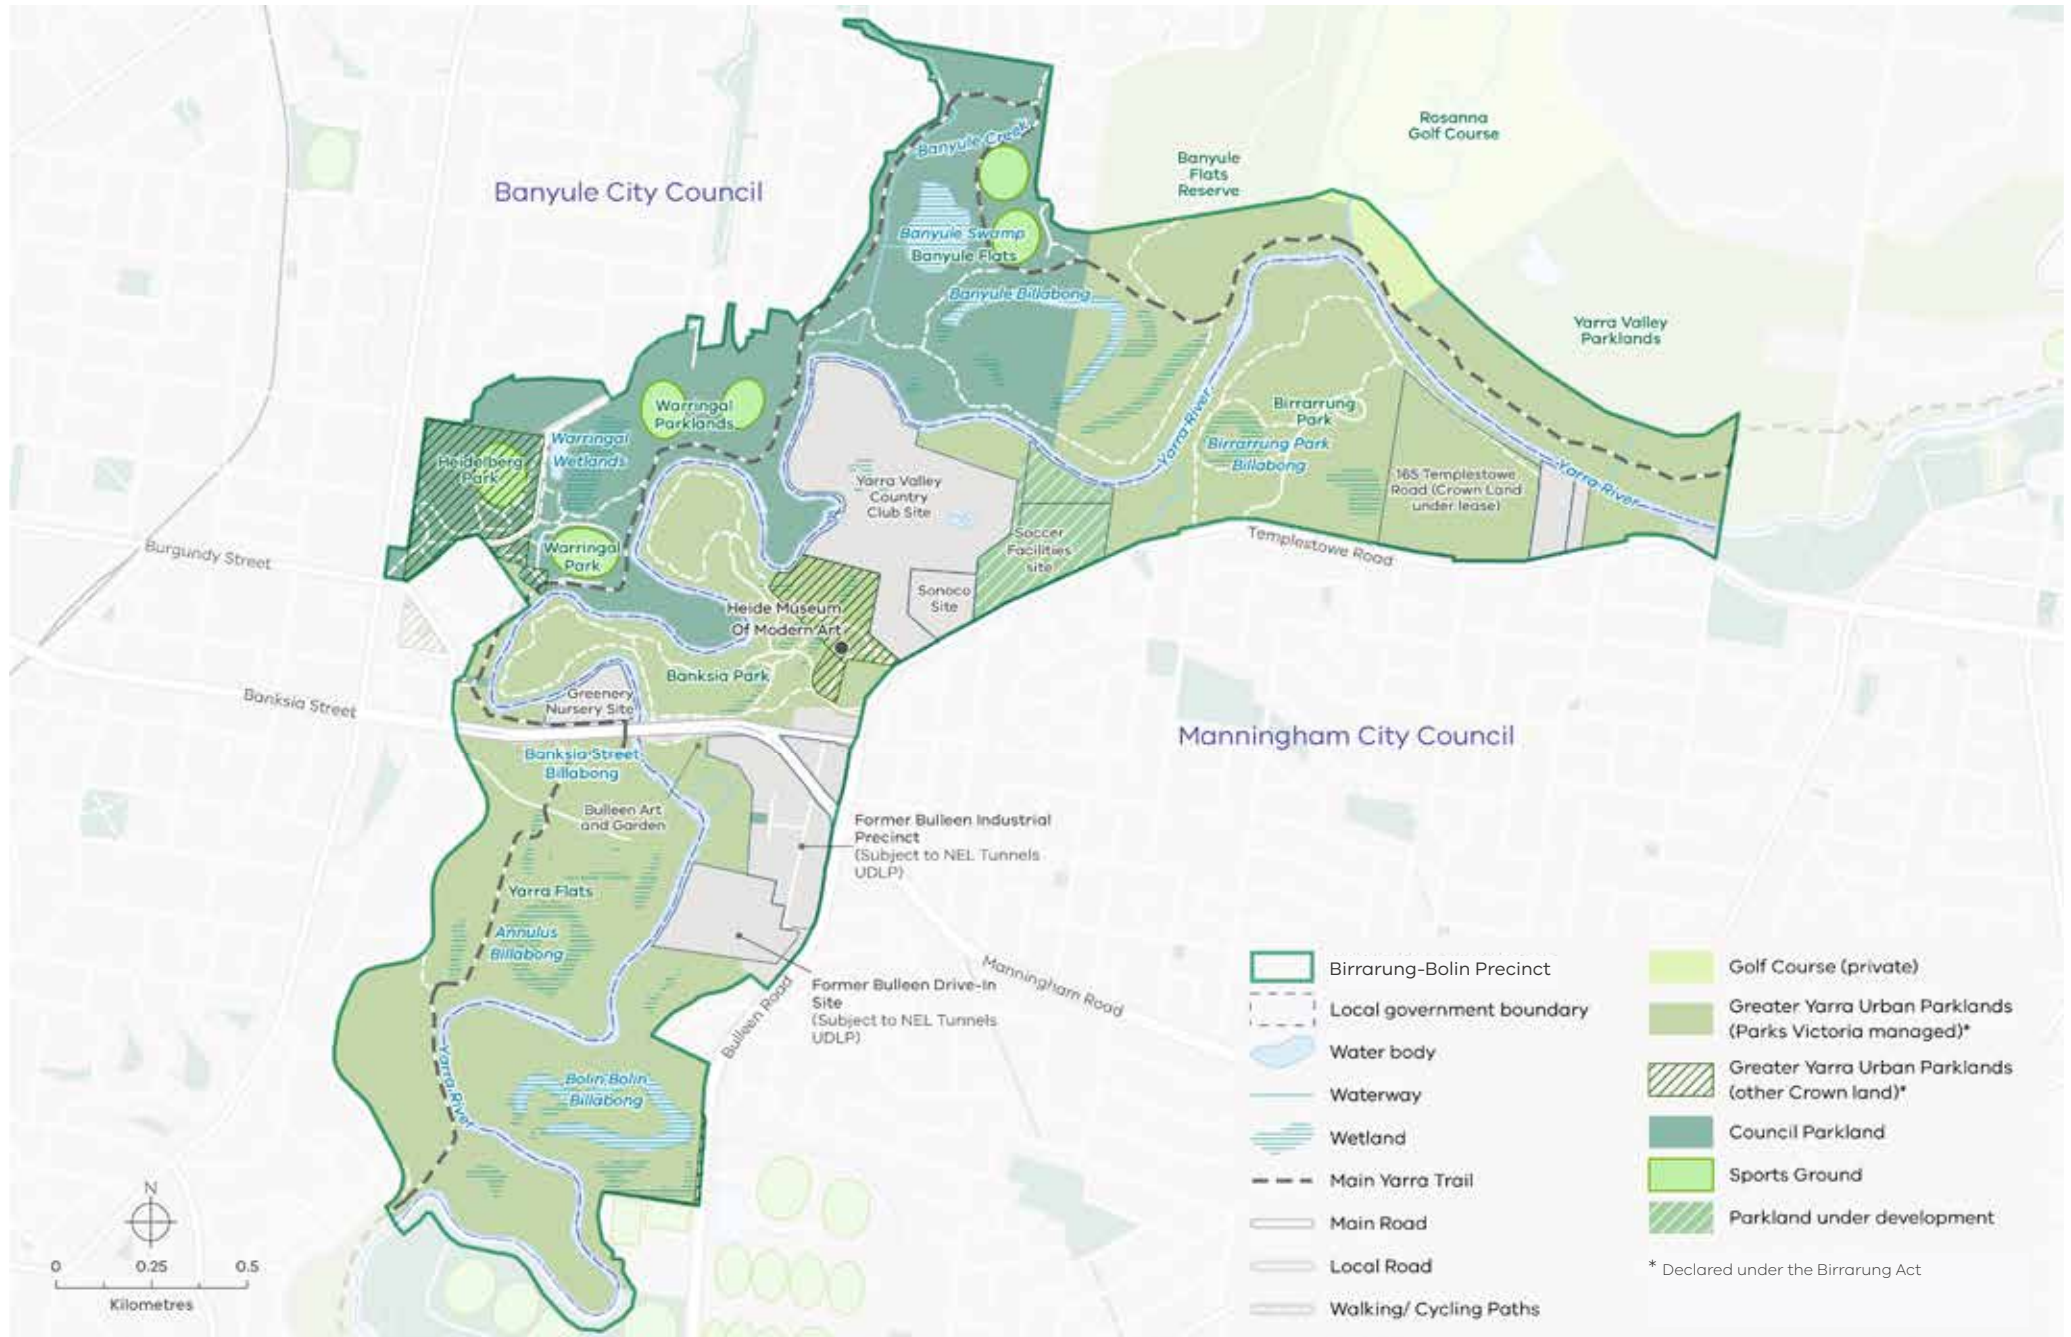 Rosanna
Golf Course
Banyule
Flats
Reserve
Banyule City Council
Banyule Creek
Banyule Swamp
Banyule Flats
Banyule Billabong
Yarra Valley
Parklands
Warringal
Parklands
Birrarrung
Park
Yarra River
Birrarrung Park
Billabong
Warringal
Wetlands
Heidelberg
Park
Yarra Valley
Country
Club Site
165 Templestowe
Road (Crown Land
under lease)
Yarra River
Soccer
Facilities
site
Templestowe Road
Burgundy Street
Warringal
Park
Sonoco
Site
Heide Museum
Of Modern Art
Banksia Park
Greenery
Nursery Site
Banksia Street
Manningham City Council
Banksia Street
Billabong
Bulleen Art
and Garden
Former Bulleen Industrial
Precinct
(Subject to NEL Tunnels
UDLP)
Yarra Flats
Annulus
Billabong
Former Bulleen Drive-In
Site
(Subject to NEL Tunnels
UDLP)
Bulleen Road
Manningham Road
Yarra River
Bolin Bolin
Billabong
N
0 0.25 0.5
Kilometres
Birrarung-Bolin Precinct
Local government boundary
Water body
Waterway
Wetland
Main Yarra Trail
Main Road
Local Road
Walking/ Cycling Paths
Golf Course (private)
Greater Yarra Urban Parklands
(Parks Victoria managed)*
Greater Yarra Urban Parklands
(other Crown land)*
Council Parkland
Sports Ground
Parkland under development
* Declared under the Birrarung Act